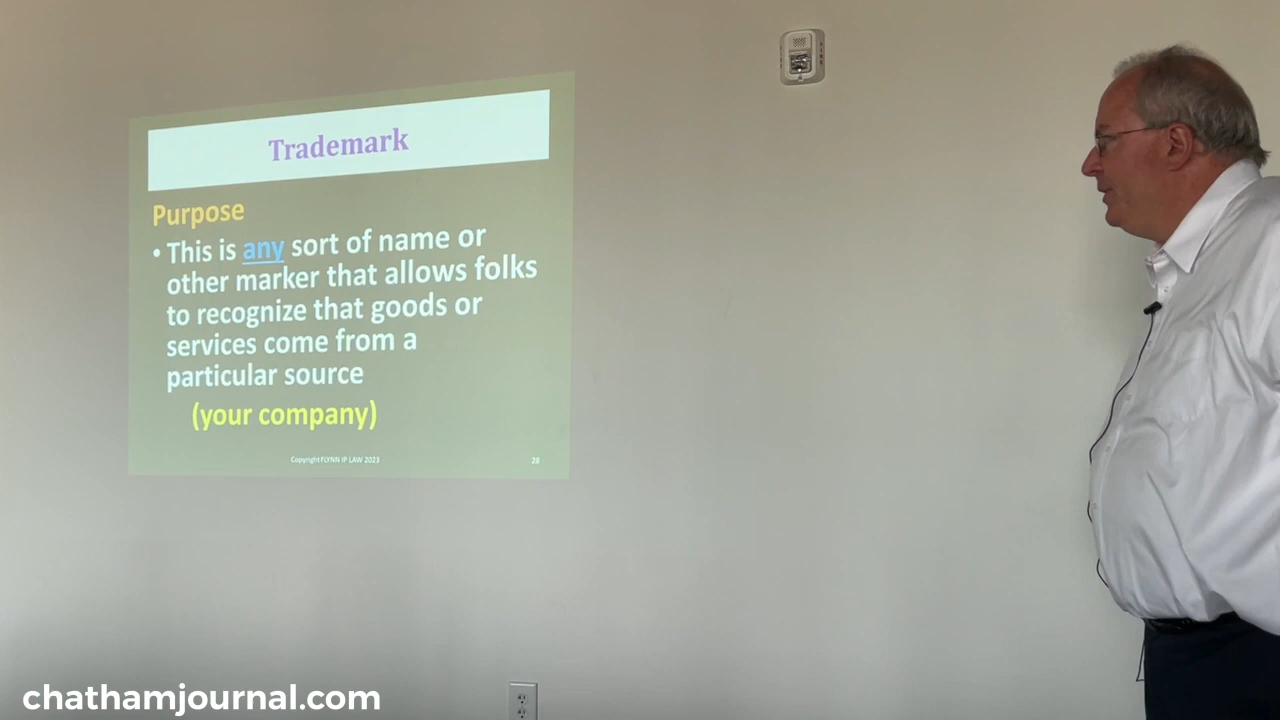 Trademark
Purpose
• This is any sort of name or
other marker that allows folks
to recognize that goods or
services come from a
particular source
(your company)
Copyright FLYNN IP LAW 2023
28
chathamjournal.com